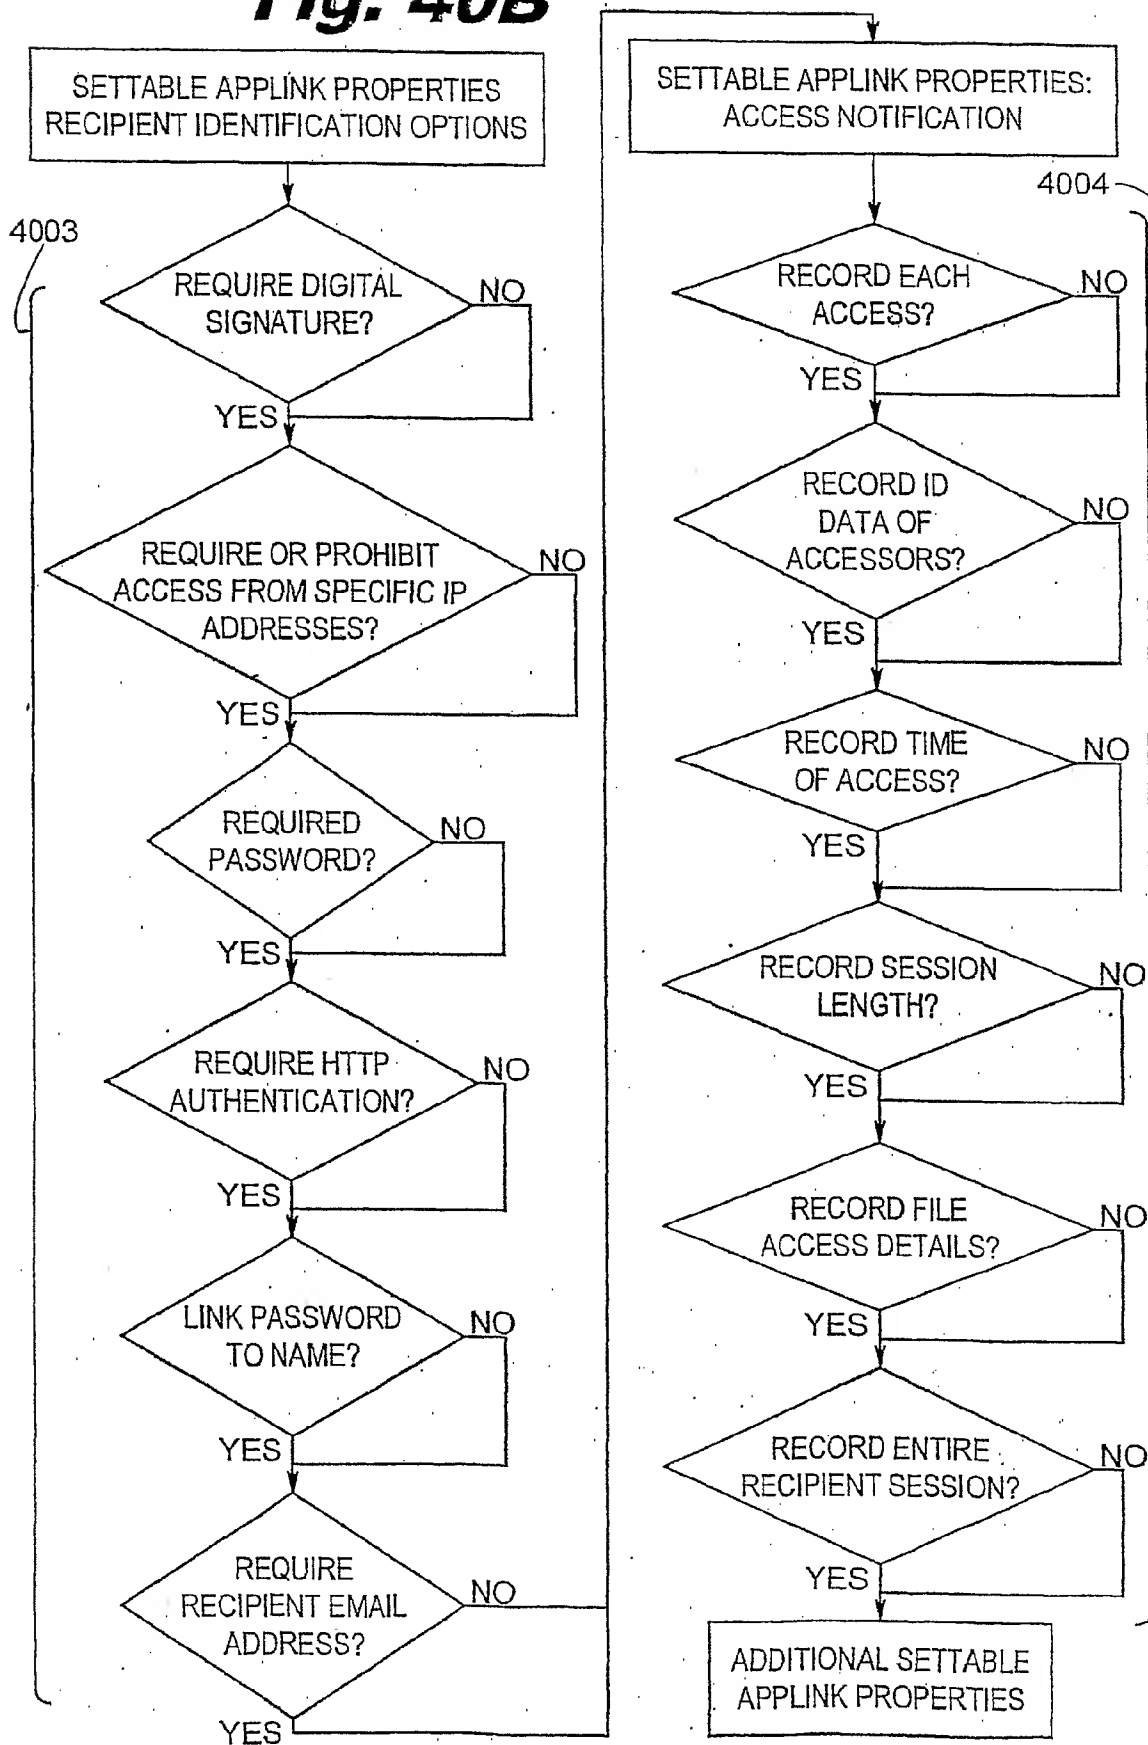 Fig. 40B
SETTABLE APPLINK PROPERTIES
RECIPIENT IDENTIFICATION OPTIONS
4003
REQUIRE DIGITAL
SIGNATURE?
NO
YES
REQUIRE OR PROHIBIT
ACCESS FROM SPECIFIC IP
ADDRESSES?
NO
YES
REQUIRED
PASSWORD?
NO
YES
REQUIRE HTTP
AUTHENTICATION?
NO
YES
LINK PASSWORD
TO NAME?
NO
YES
REQUIRE
RECIPIENT EMAIL
ADDRESS?
NO
YES
SETTABLE APPLINK PROPERTIES:
ACCESS NOTIFICATION
4004
RECORD EACH
ACCESS?
NO
YES
RECORD ID
DATA OF
ACCESSORS?
NO
YES
RECORD TIME
OF ACCESS?
NO
YES
RECORD SESSION
LENGTH?
NO
YES
RECORD FILE
ACCESS DETAILS?
NO
YES
RECORD ENTIRE
RECIPIENT SESSION?
NO
YES
ADDITIONAL SETTABLE
APPLINK PROPERTIES